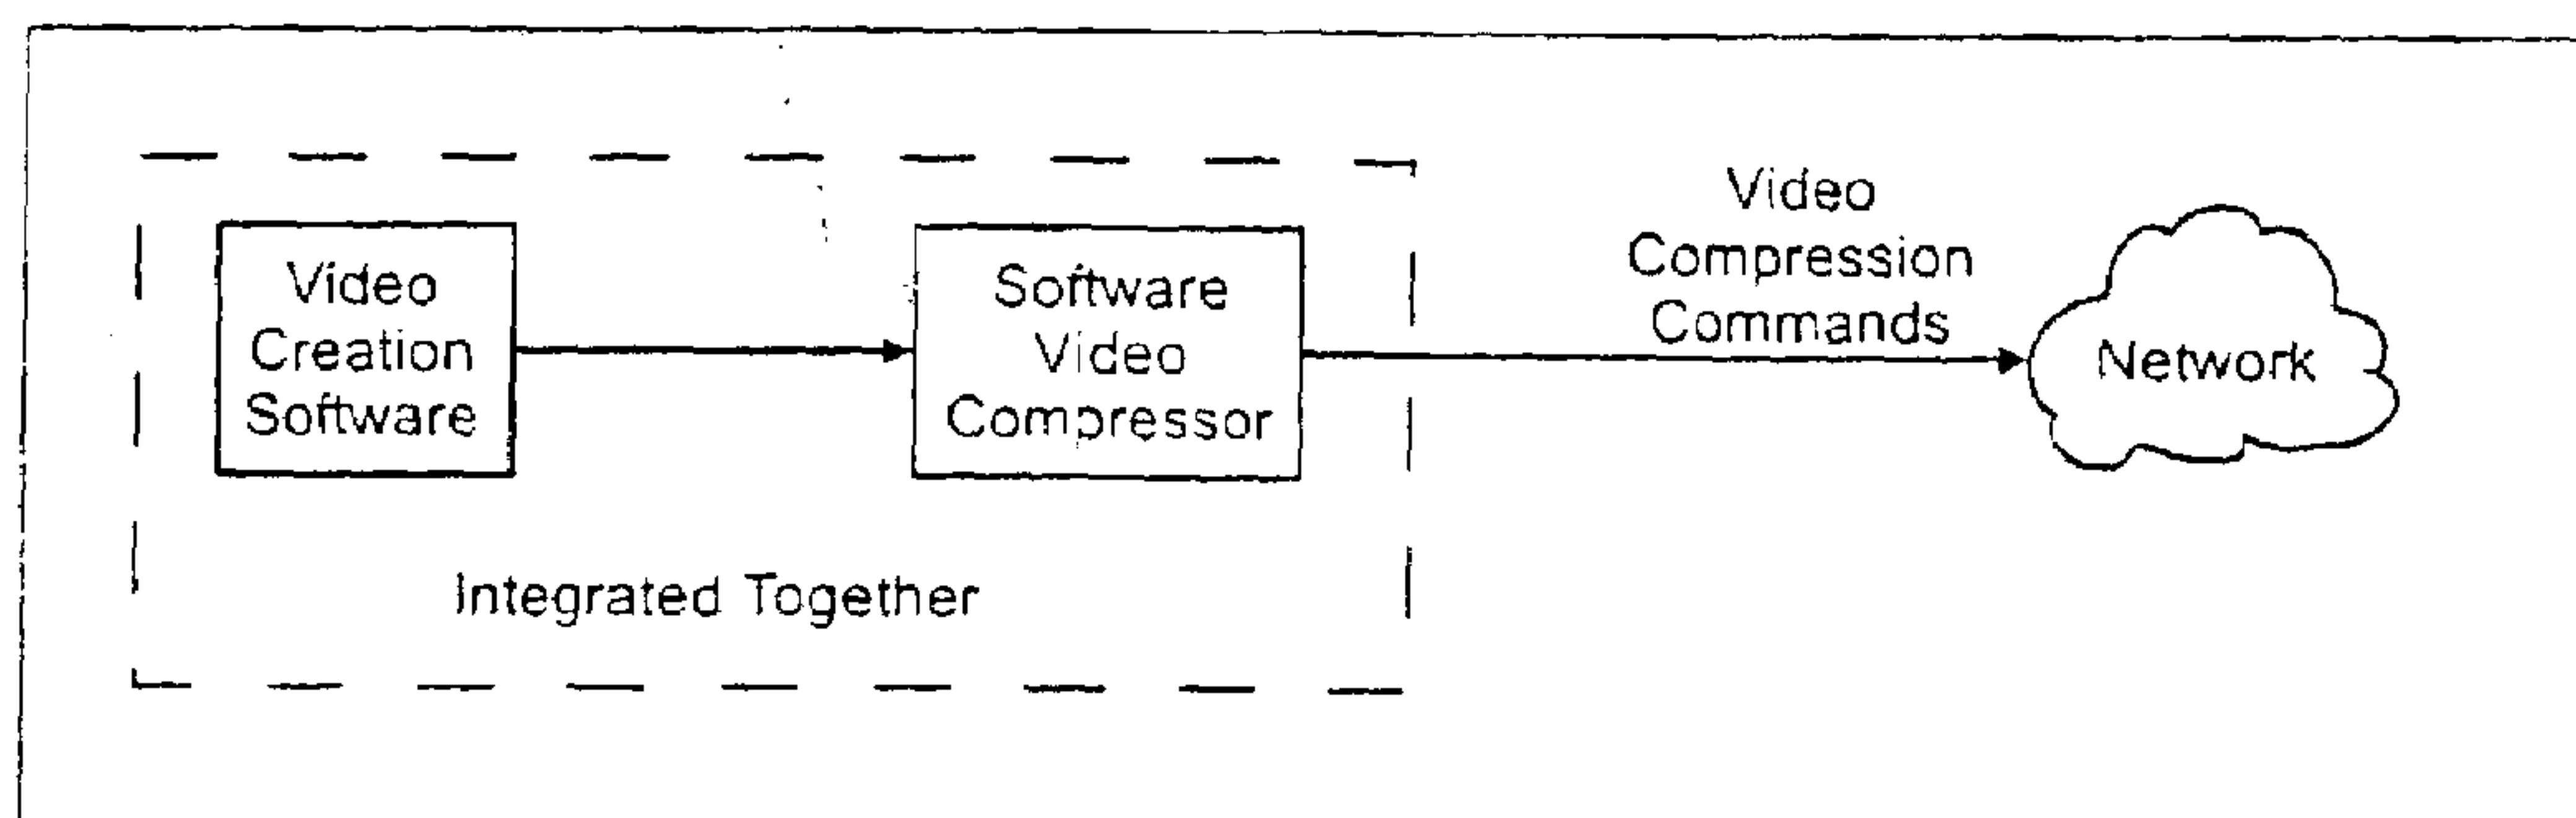 Video
Creation
Software
Software
Video
Compressor
Integrated Together
Video
Compression
Commands
Network